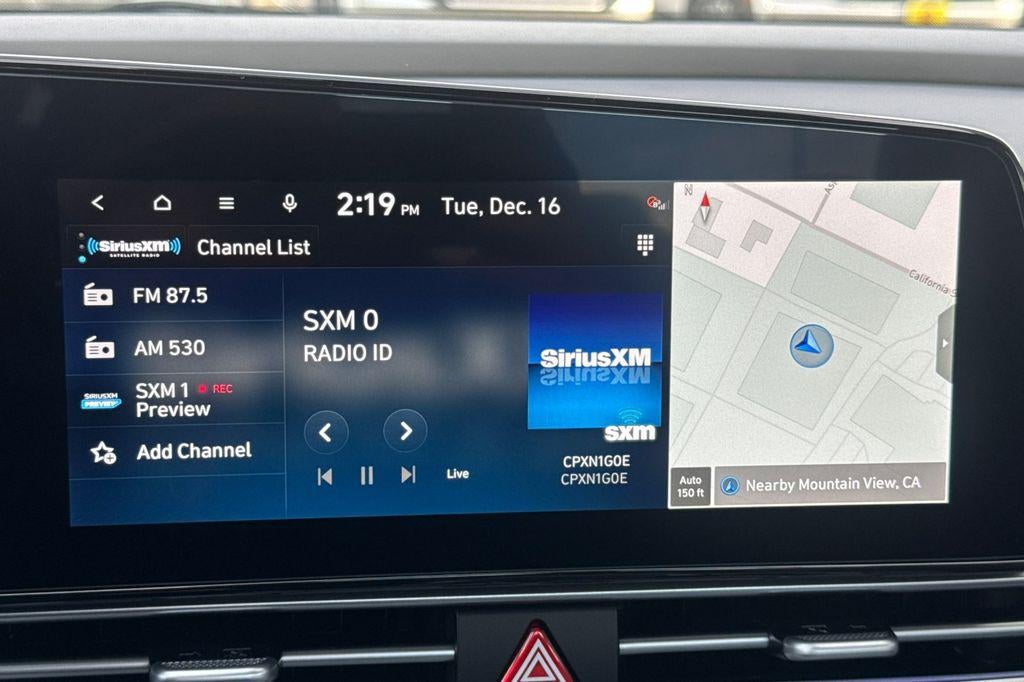 2:19 PM Tue, Dec. 16
SiriusXM
SATELLITE RADIO
Channel List
FM 87.5
AM 530
SIRIUSXM
PREVIEW
SXM 1 REC
Preview
Add Channel
SXM 0
RADIO ID
Live
SiriusXM
sxm
CPXN1G0E
CPXN1G0E
N
California
Auto
150 ft
Nearby Mountain View, CA